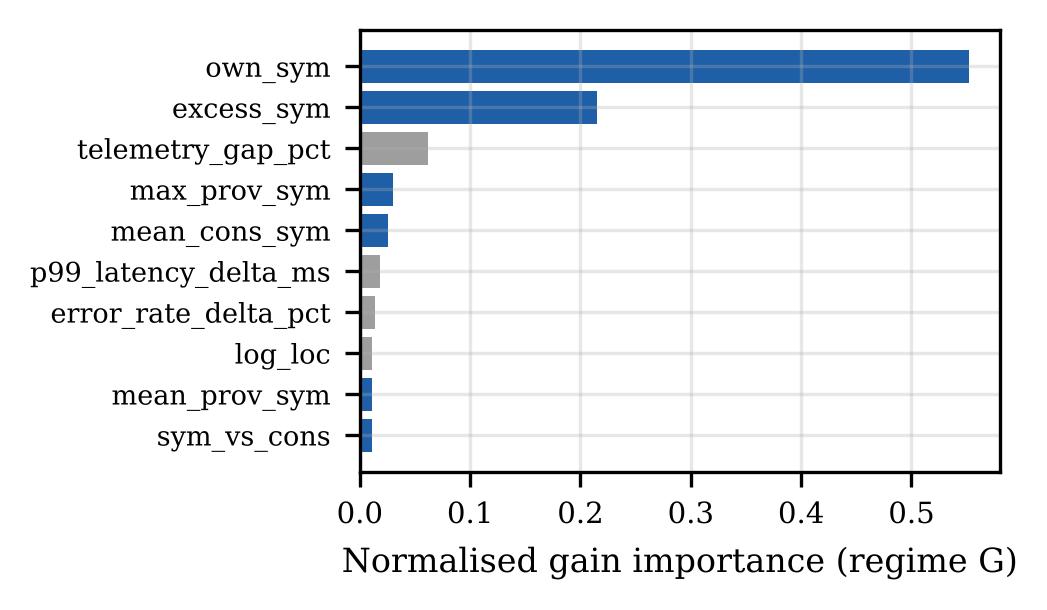 own_sym
excess_sym
telemetry_gap_pct
max_prov_sym
mean_cons_sym
p99_latency_delta_ms
error_rate_delta_pct
log_loc
mean_prov_sym
sym_vs_cons
0.0 0.1 0.2 0.3 0.4 0.5
Normalised gain importance (regime G)